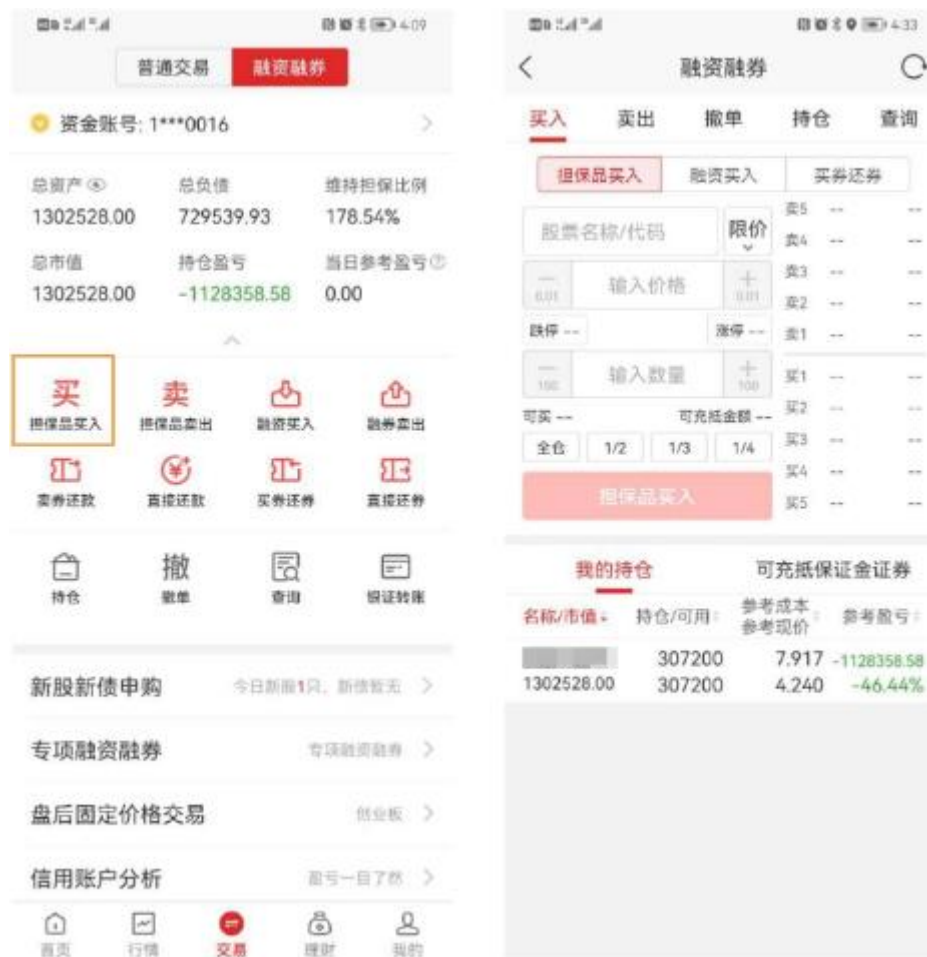 4:09
普通交易 融资融券
资金账号: 1***0016
总资产 总负债 维持担保比例
1302528.00 729539.93 178.54%
总市值 持仓盈亏 当日参考盈亏
1302528.00 -1128358.58 0.00
买 卖
担保品买入 担保品卖出 融资买入 融券卖出
卖券还款 直接还款 买券还券 直接还券
撤
持仓 撤单 查询 银证转账
新股新债申购 今日新股1只, 新债暂无
专项融资融券 专项融资融券
盘后固定价格交易 创业板
信用账户分析 盈亏一目了然
首页 行情 交易 理财 我的
4:33
融资融券
买入 卖出 撤单 持仓 查询
担保品买入 融资买入 买券还券
股票名称/代码 限价
— 输入价格 +
0.01 0.01
跌停 -- 涨停 --
— 输入数量 +
100 100
可买 -- 可充抵金额 --
全仓 1/2 1/3 1/4
担保品买入
卖5 -- --
卖4 -- --
卖3 -- --
卖2 -- --
卖1 -- --
买1 -- --
买2 -- --
买3 -- --
买4 -- --
买5 -- --
我的持仓 可充抵保证金证券
名称/市值 持仓/可用 参考成本 参考盈亏
参考现价
307200 7.917 -1128358.58
1302528.00 307200 4.240 -46.44%